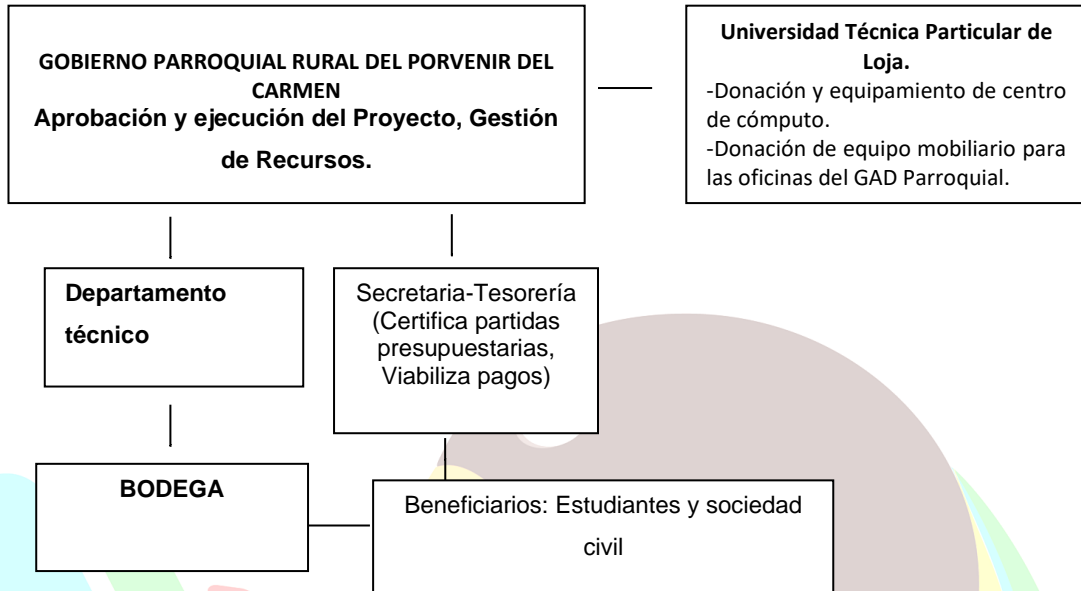 GOBIERNO PARROQUIAL RURAL DEL PORVENIR DEL
CARMEN
Aprobación y ejecución del Proyecto, Gestión
de Recursos.
Universidad Técnica Particular de
Loja.
-Donación y equipamiento de centro
de cómputo.
-Donación de equipo mobiliario para
las oficinas del GAD Parroquial.
Departamento
técnico
Secretaria-Tesorería
(Certifica partidas
presupuestarias,
Viabiliza pagos)
BODEGA
Beneficiarios: Estudiantes y sociedad
civil